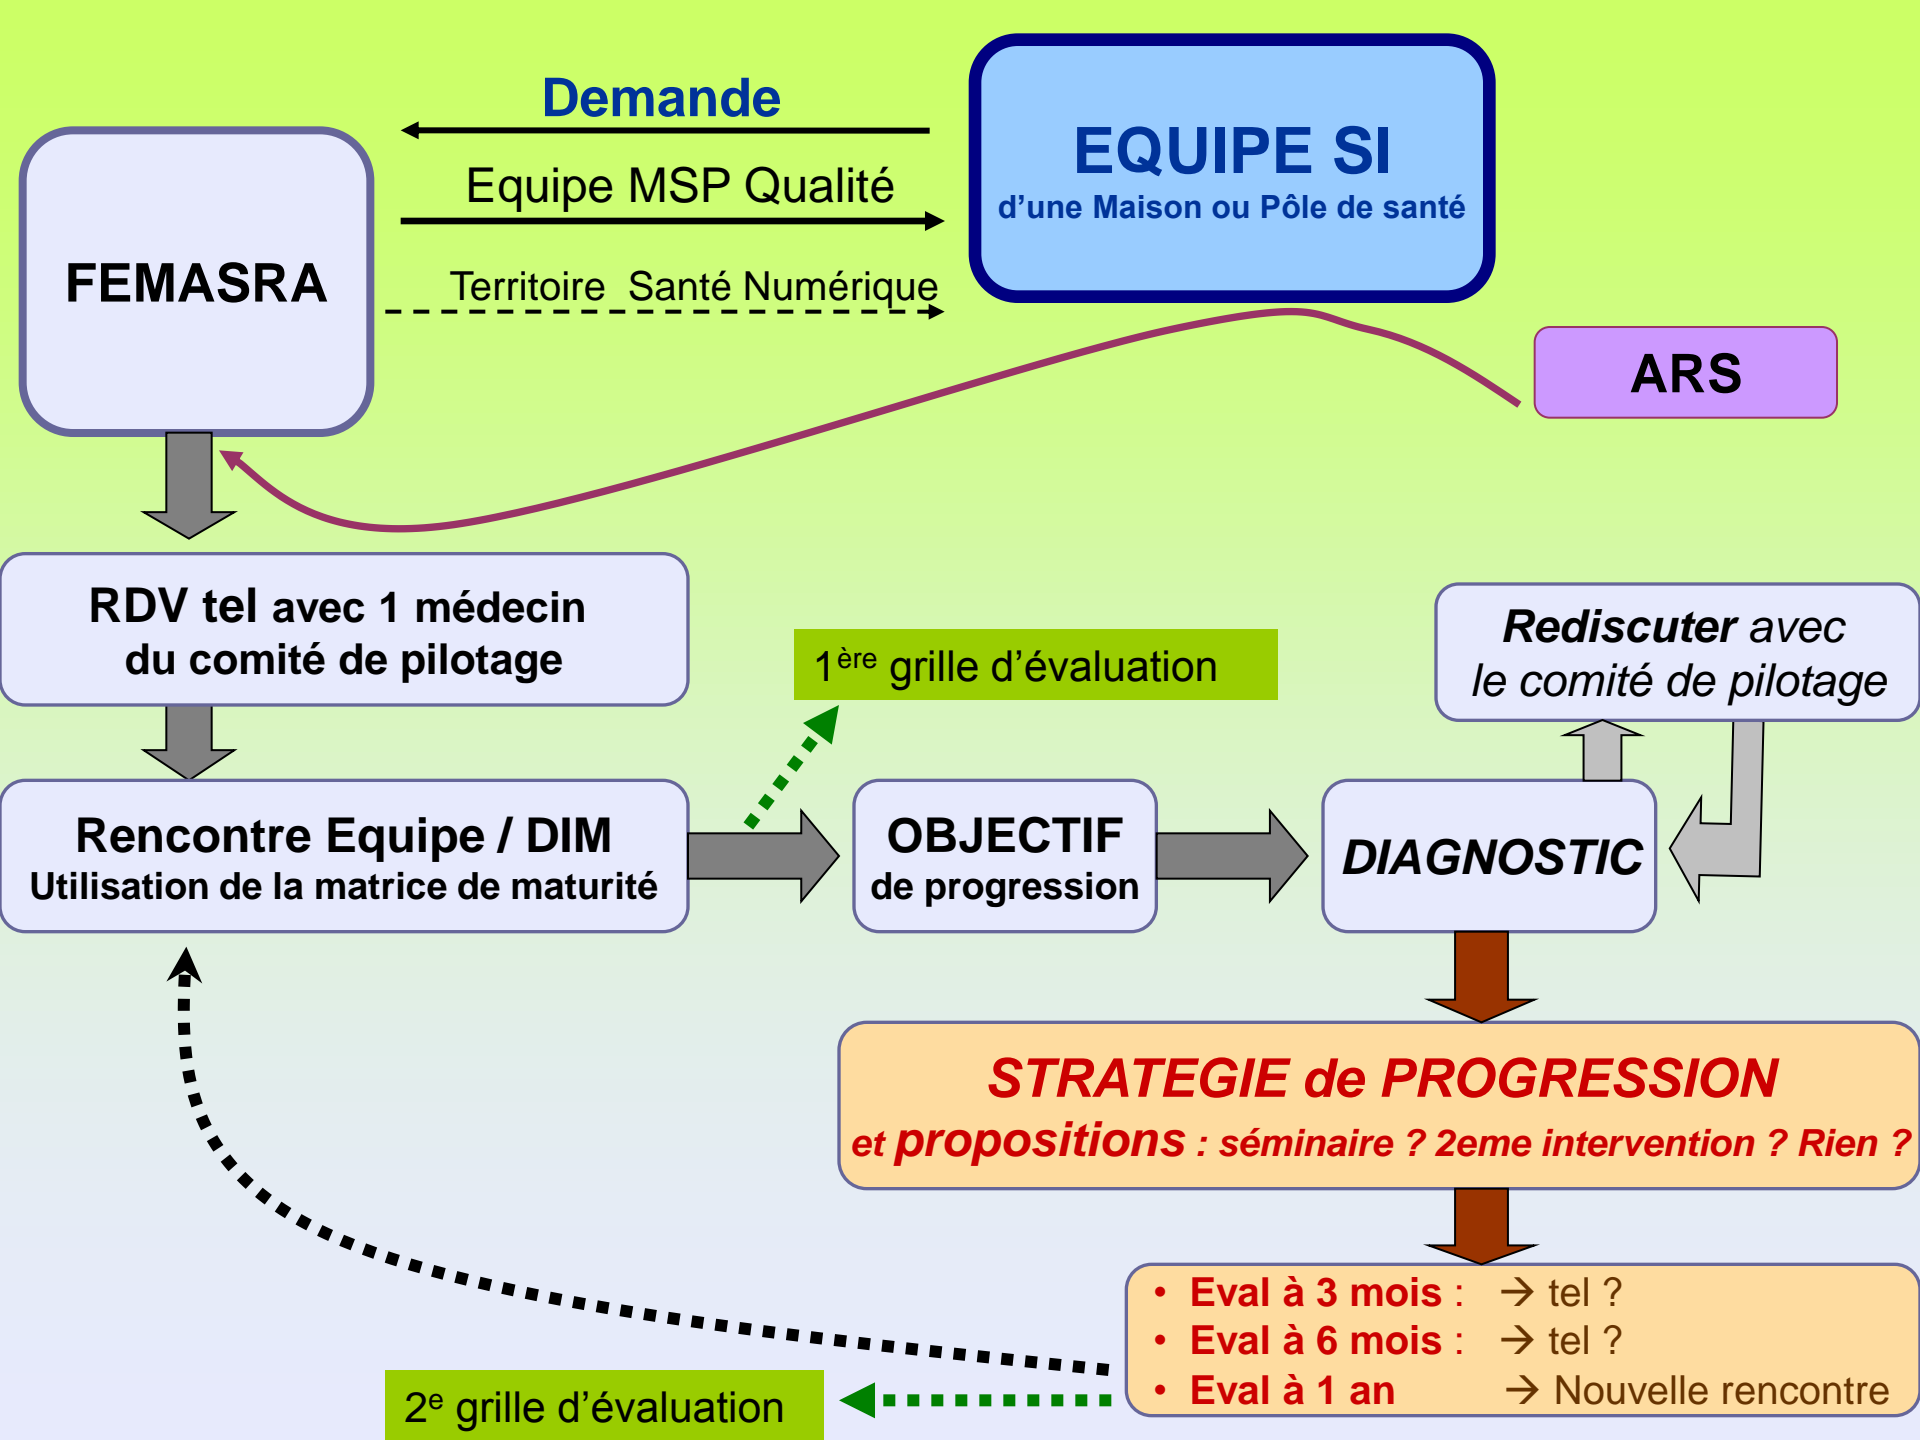 Demande
Equipe MSP Qualité
Territoire  Santé Numérique
FEMASRA
EQUIPE SI
d’une Maison ou Pôle de santé
ARS
RDV tel avec 1 médecin
du comité de pilotage
1ère grille d’évaluation
Rediscuter avec
le comité de pilotage
Rencontre Equipe / DIM
Utilisation de la matrice de maturité
OBJECTIF
de progression
DIAGNOSTIC
STRATEGIE de PROGRESSION
et propositions : séminaire ? 2eme intervention ? Rien ?
• Eval à 3 mois : → tel ?
• Eval à 6 mois : → tel ?
• Eval à 1 an → Nouvelle rencontre
2e grille d’évaluation